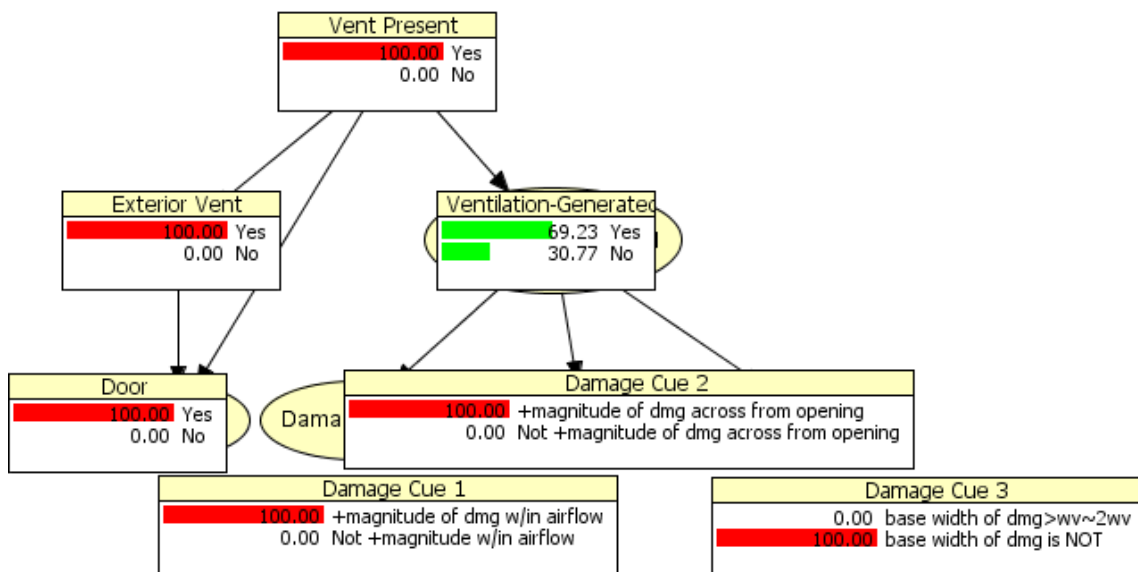 Vent Present
100.00 Yes
0.00 No
Exterior Vent
100.00 Yes
0.00 No
Ventilation-Generated
69.23 Yes
30.77 No
Door
100.00 Yes
0.00 No
Dama
Damage Cue 2
100.00 +magnitude of dmg across from opening
0.00 Not +magnitude of dmg across from opening
Damage Cue 1
100.00 +magnitude of dmg w/in airflow
0.00 Not +magnitude w/in airflow
Damage Cue 3
0.00 base width of dmg>wv~2wv
100.00 base width of dmg is NOT